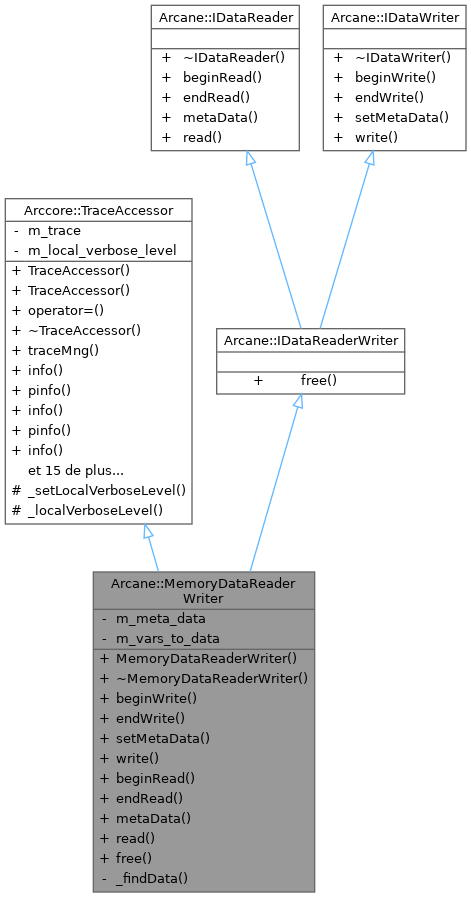 Arcane::IDataReader
+ ~IDataReader()
+ beginRead()
+ endRead()
+ metaData()
+ read()
Arcane::IDataWriter
+ ~IDataWriter()
+ beginWrite()
+ endWrite()
+ setMetaData()
+ write()
Arccore::TraceAccessor
- m_trace
- m_local_verbose_level
+ TraceAccessor()
+ TraceAccessor()
+ operator=()
+ ~TraceAccessor()
+ traceMng()
+ info()
+ pinfo()
+ info()
+ pinfo()
+ info()
et 15 de plus...
# _setLocalVerboseLevel()
# _localVerboseLevel()
Arcane::IDataReaderWriter
+ free()
Arcane::MemoryDataReader
Writer
- m_meta_data
- m_vars_to_data
+ MemoryDataReaderWriter()
+ ~MemoryDataReaderWriter()
+ beginWrite()
+ endWrite()
+ setMetaData()
+ write()
+ beginRead()
+ endRead()
+ metaData()
+ read()
+ free()
- _findData()